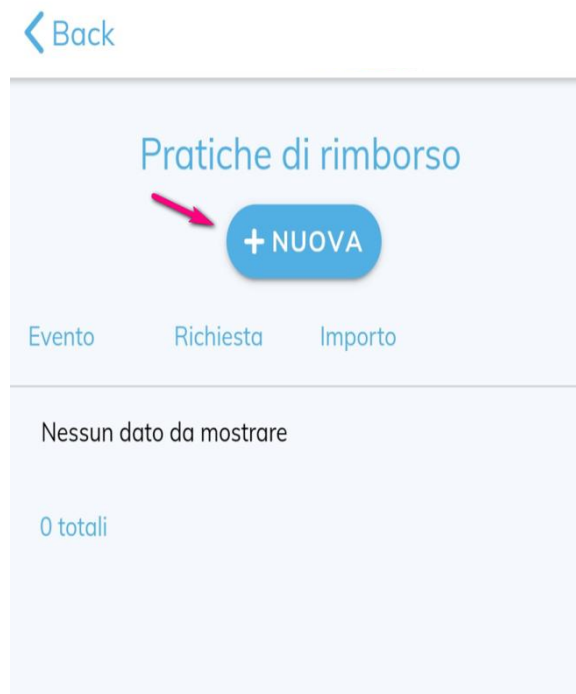 Back
Pratiche di rimborso
+ NUOVA
Evento Richiesta Importo
Nessun dato da mostrare
0 totali